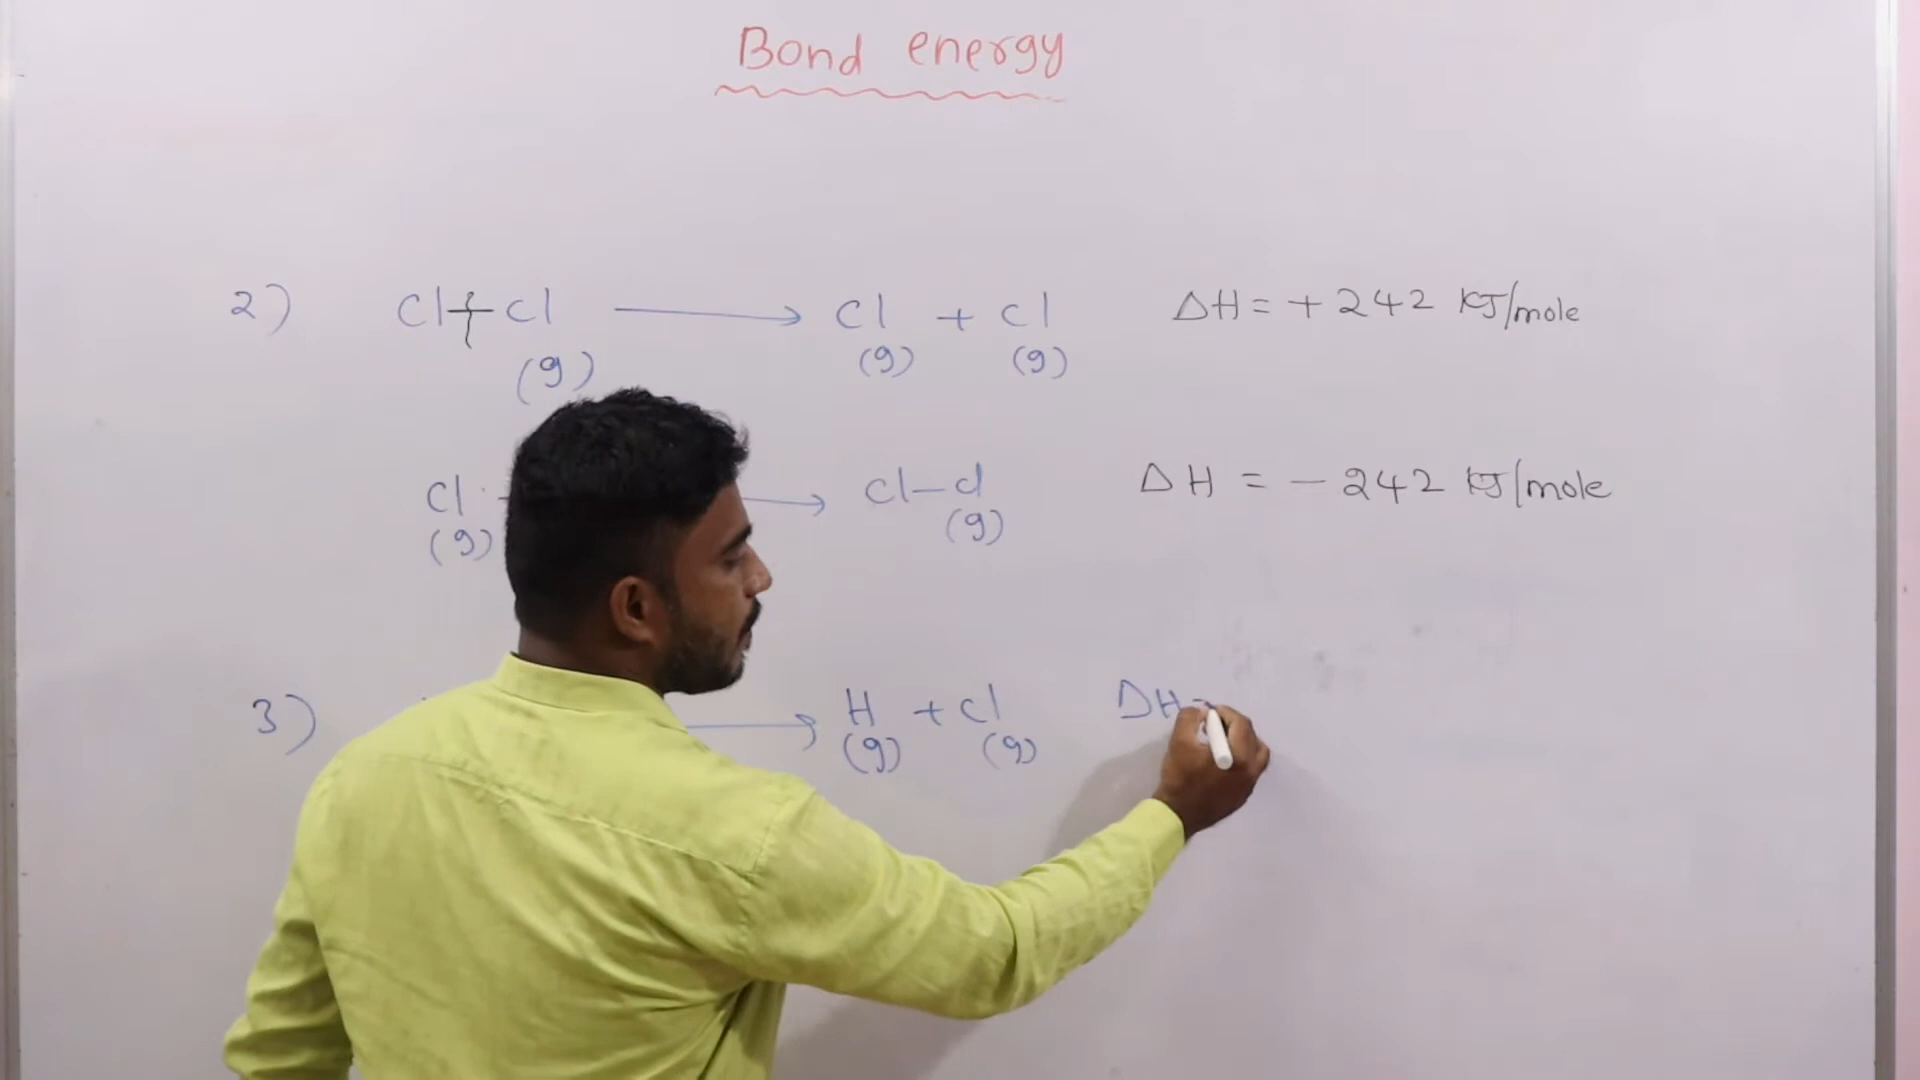 Bond energy
2) Cl-Cl (g) → Cl (g) + Cl (g) ΔH = + 242 KJ/mole
Cl (g) → Cl-Cl (g) ΔH = - 242 KJ/mole
3) → H (g) + Cl (g) ΔH =